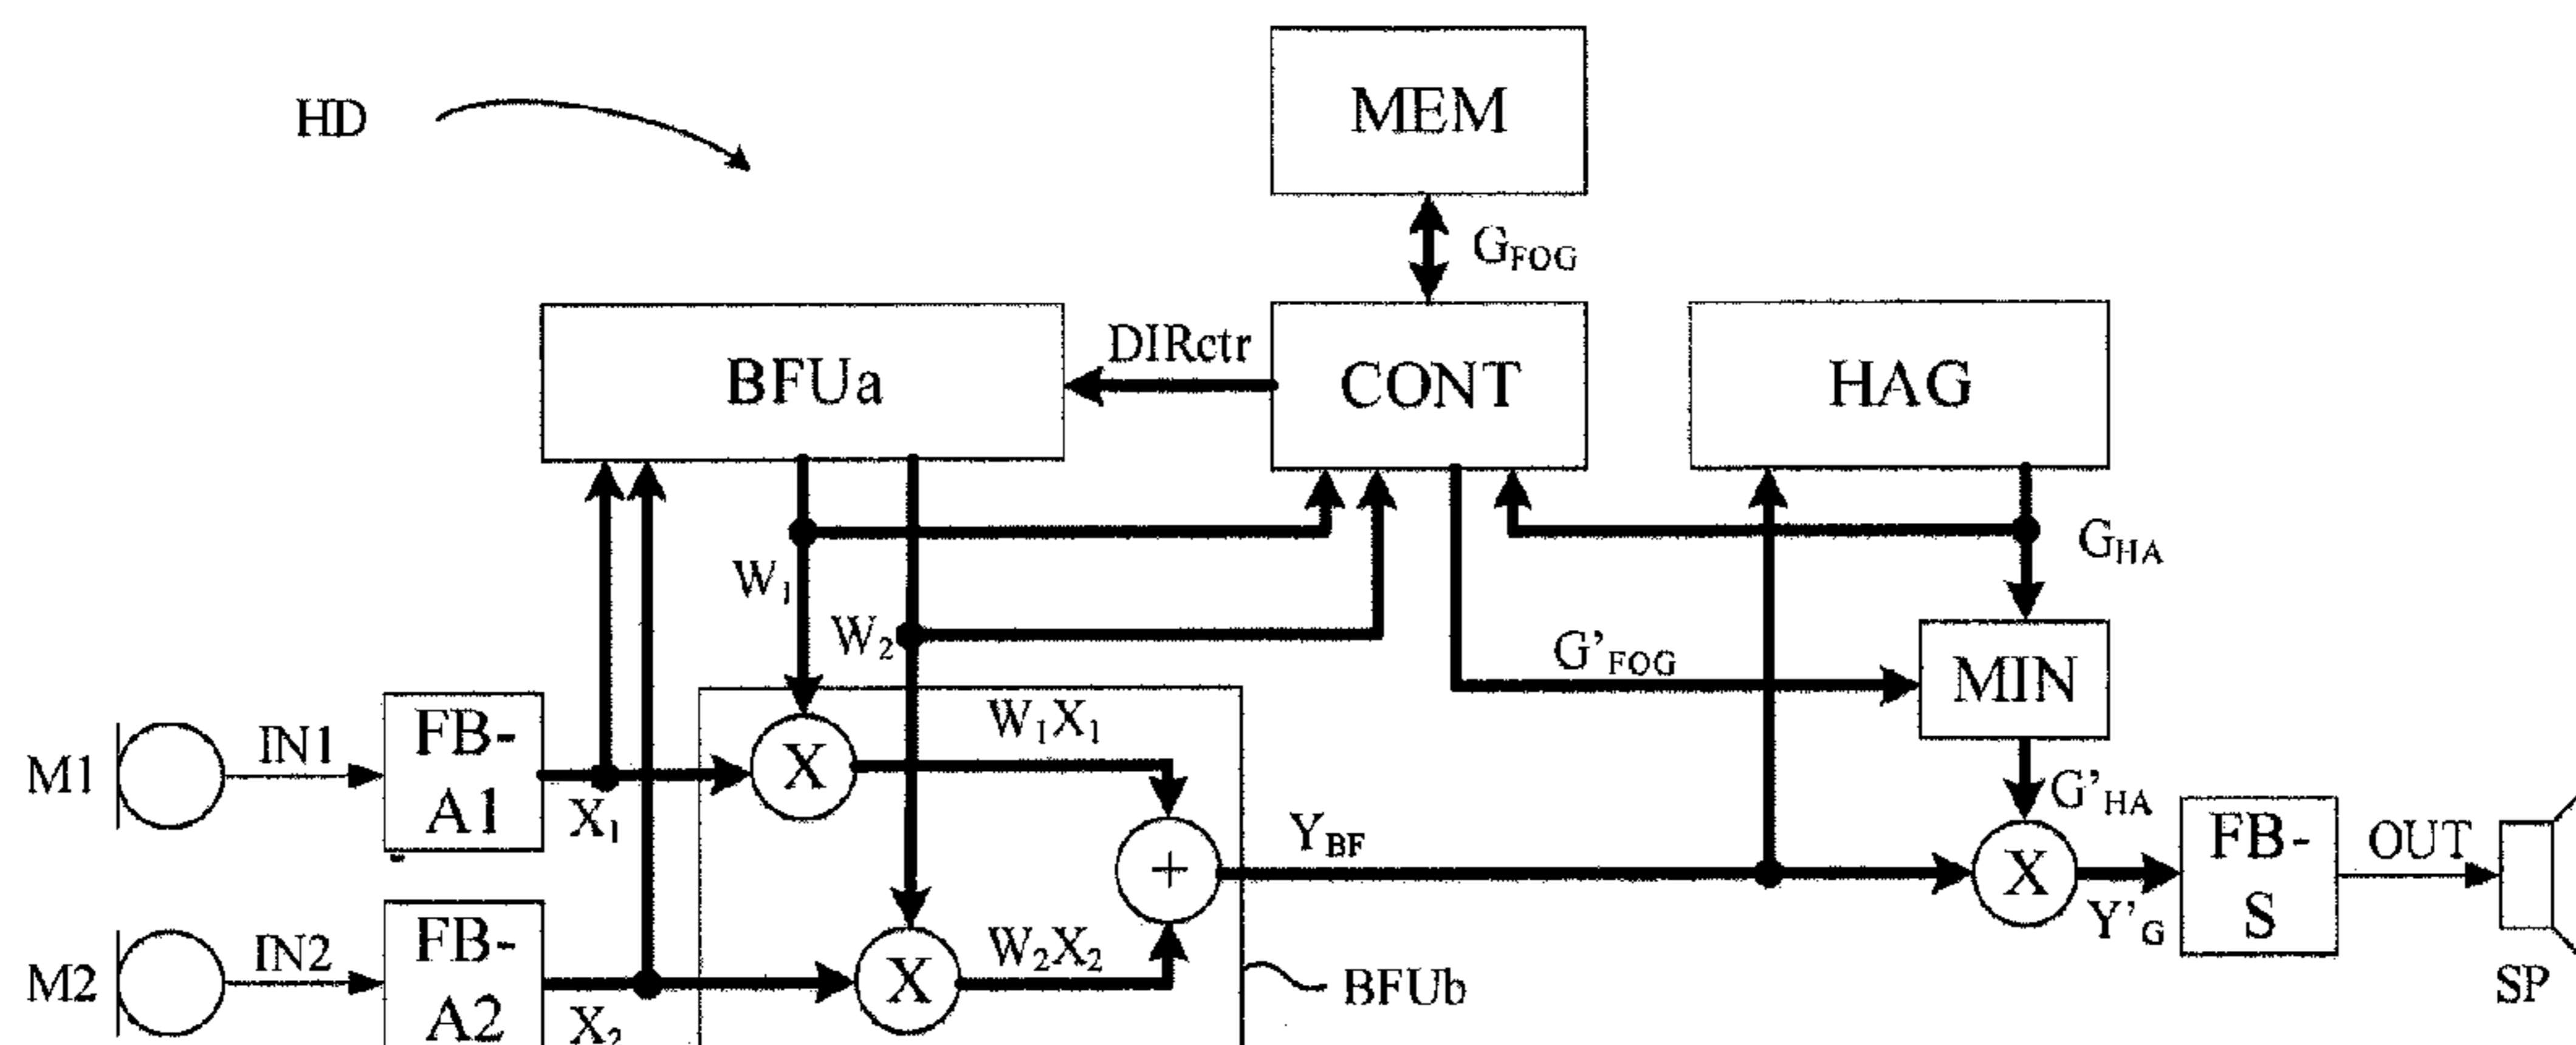 HD
MEM
G_FOG
BFUa
DIRctr
CONT
HAG
G_HA
W_1
W_2
G'_FOG
MIN
M1
IN1
FB-
A1
X_1
X
W_1X_1
G'_HA
+
Y_BF
X
Y'_G
FB-
S
OUT
SP
M2
IN2
FB-
A2
X_2
X
W_2X_2
BFUb